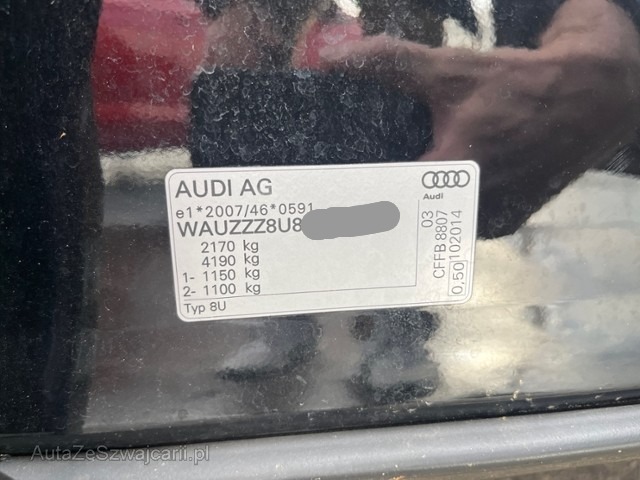 AUDI AG
Audi
e1*2007/46*0591
WAUZZZ8U8
2170 kg
4190 kg
1- 1150 kg
2- 1100 kg
Typ 8U
03
CFFB 8807
0,50 102014
AutaZeSzwajcarii.pl